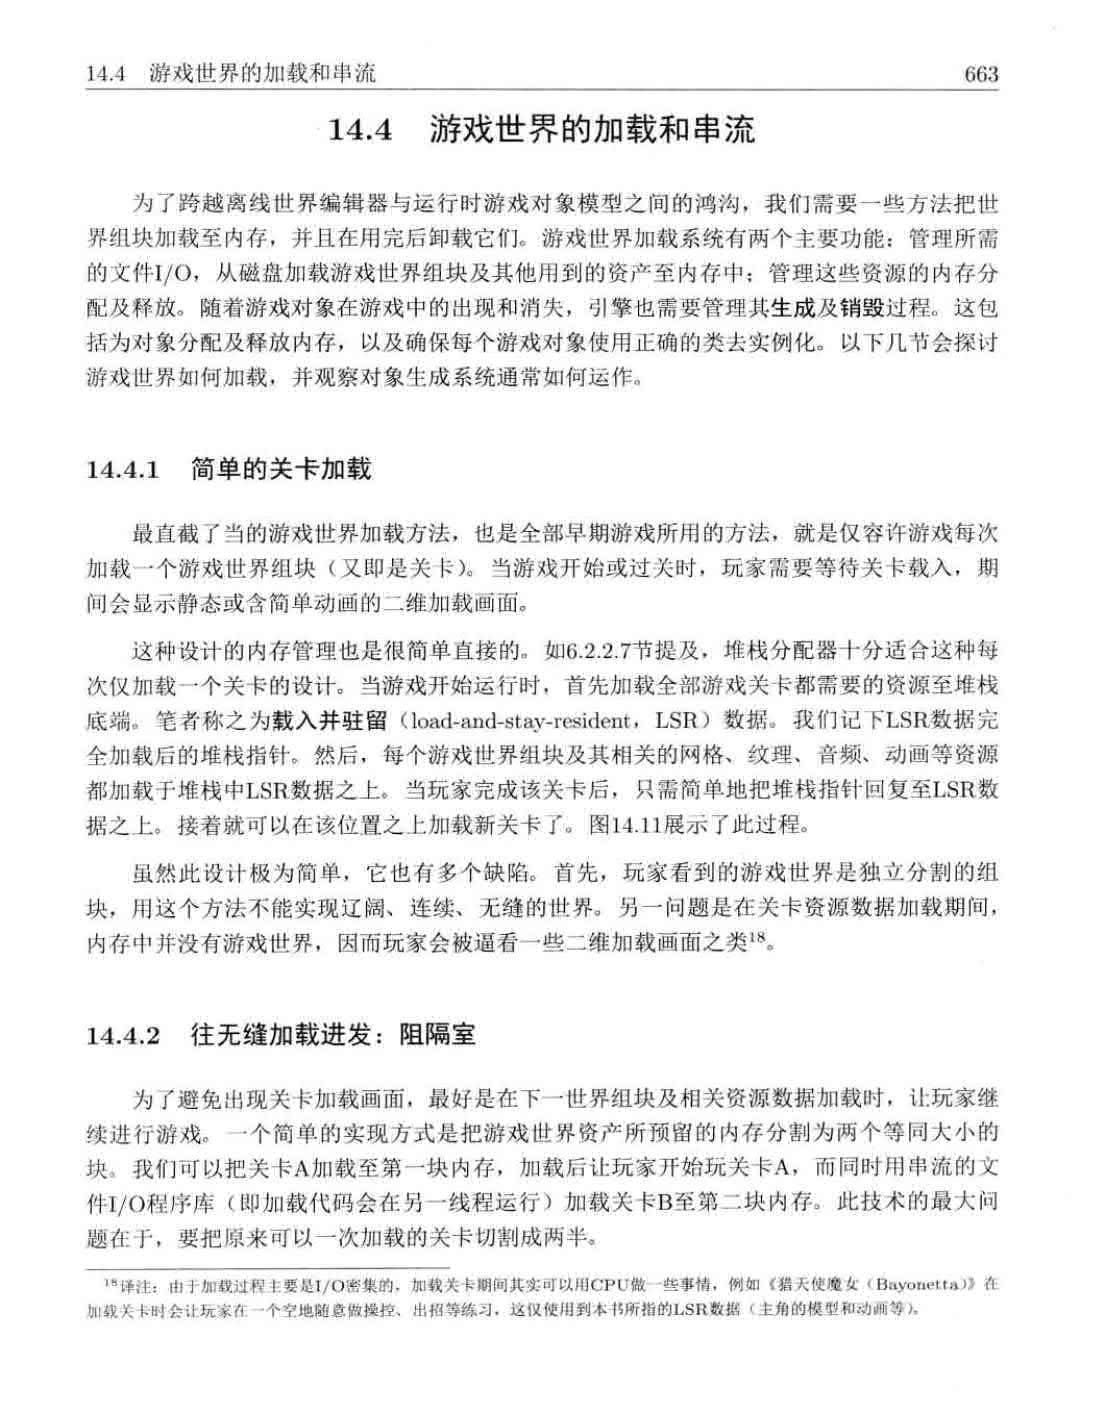 14.4 游戏世界的加载和串流 663
14.4 游戏世界的加载和串流
为了跨越离线世界编辑器与运行时游戏对象模型之间的鸿沟，我们需要一些方法把世
界组块加载至内存，并且在用完后卸载它们。游戏世界加载系统有两个主要功能：管理所需
的文件I/O，从磁盘加载游戏世界组块及其他用到的资产至内存中；管理这些资源的内存分
配及释放。随着游戏对象在游戏中的出现和消失，引擎也需要管理其生成及销毁过程。这包
括为对象分配及释放内存，以及确保每个游戏对象使用正确的类去实例化。以下几节会探讨
游戏世界如何加载，并观察对象生成系统通常如何运作。
14.4.1 简单的关卡加载
最直截了当的游戏世界加载方法，也是全部早期游戏所用的方法，就是仅容许游戏每次
加载一个游戏世界组块（又即是关卡）。当游戏开始或过关时，玩家需要等待关卡载入，期
间会显示静态或含简单动画的二维加载画面。
这种设计的内存管理也是很简单直接的。如6.2.2.7节提及，堆栈分配器十分适合这种每
次仅加载一个关卡的设计。当游戏开始运行时，首先加载全部游戏关卡都需要的资源至堆栈
底端。笔者称之为载入并驻留（load-and-stay-resident，LSR）数据。我们记下LSR数据完
全加载后的堆栈指针。然后，每个游戏世界组块及其相关的网格、纹理、音频、动画等资源
都加载于堆栈中LSR数据之上。当玩家完成该关卡后，只需简单地把堆栈指针回复至LSR数
据之上。接着就可以在该位置之上加载新关卡了。图14.11展示了此过程。
虽然此设计极为简单，它也有多个缺陷。首先，玩家看到的游戏世界是独立分割的组
块，用这个方法不能实现辽阔、连续、无缝的世界。另一问题是在关卡资源数据加载期间，
内存中并没有游戏世界，因而玩家会被逼看一些二维加载画面之类18。
14.4.2 往无缝加载进发：阻隔室
为了避免出现关卡加载画面，最好是在下一世界组块及相关资源数据加载时，让玩家继
续进行游戏。一个简单的实现方式是把游戏世界资产所预留的内存分割为两个等同大小的
块。我们可以把关卡A加载至第一块内存，加载后让玩家开始玩关卡A，而同时用串流的文
件I/O程序库（即加载代码会在另一线程运行）加载关卡B至第二块内存。此技术的最大问
题在于，要把原来可以一次加载的关卡切割成两半。
18译注：由于加载过程主要是I/O密集的，加载关卡期间其实可以用CPU做一些事情，例如《猎天使魔女（Bayonetta）》在
加载关卡时会让玩家在一个空地随意做操控、出招等练习，这仅使用到本书所指的LSR数据（主角的模型和动画等）。